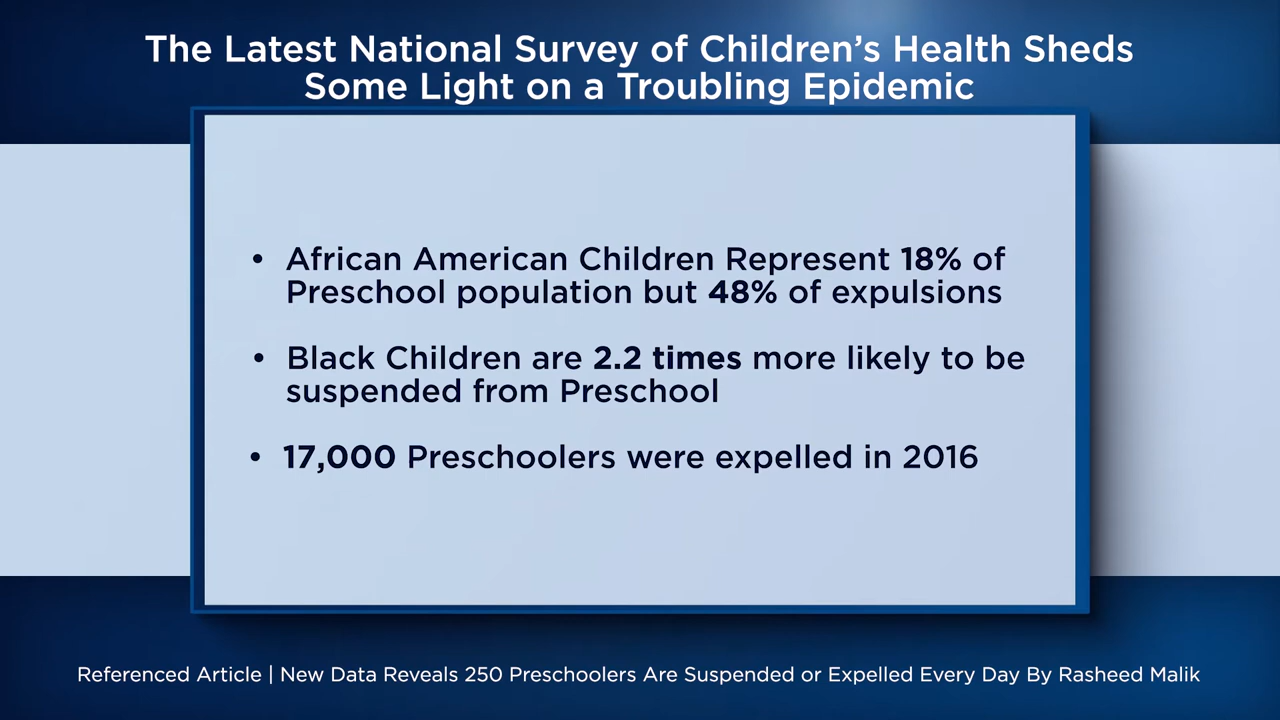 The Latest National Survey of Children’s Health Sheds
Some Light on a Troubling Epidemic
• African American Children Represent 18% of
Preschool population but 48% of expulsions
• Black Children are 2.2 times more likely to be
suspended from Preschool
• 17,000 Preschoolers were expelled in 2016
Referenced Article | New Data Reveals 250 Preschoolers Are Suspended or Expelled Every Day By Rasheed Malik